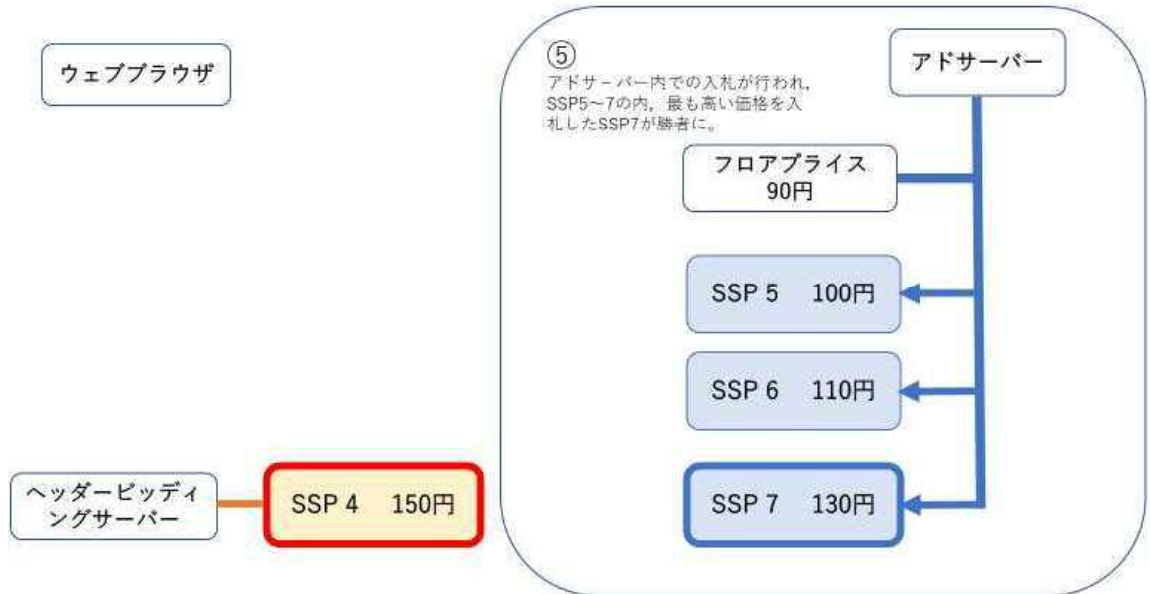 ウェブブラウザ
⑤
アドサーバー内での入札が行われ,
SSP5～7の内，最も高い価格を入
札したSSP7が勝者に。
アドサーバー
フロアプライス
90円
SSP 5 100円
SSP 6 110円
ヘッダービッディ
ングサーバー
SSP 4 150円
SSP 7 130円